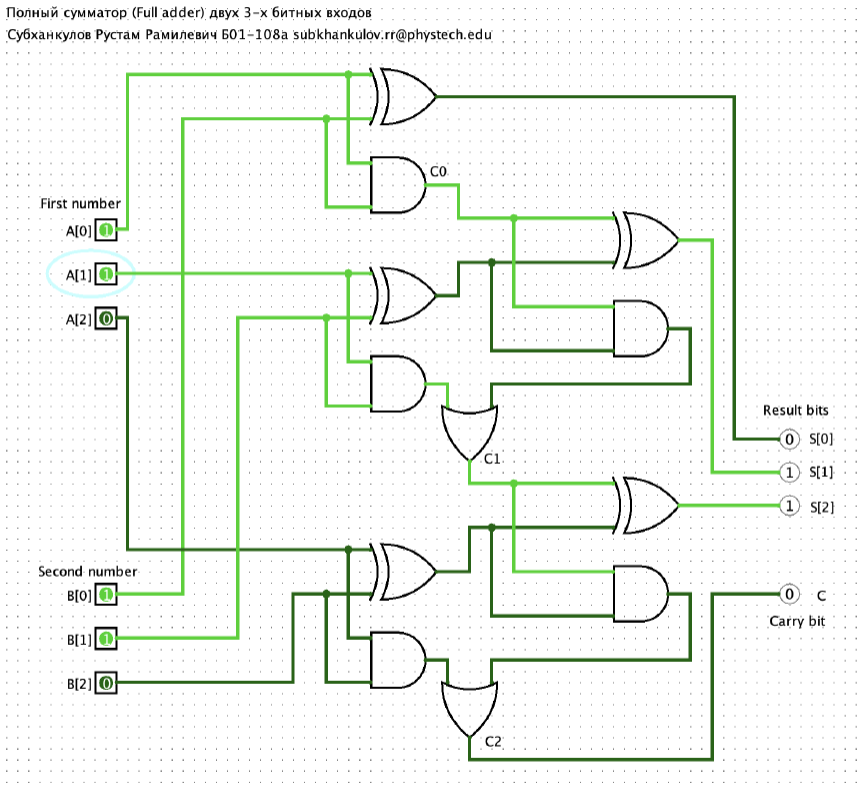 Полный сумматор (Full adder) двух 3-х битных входов
Субханкулов Рустам Рамилевич Б01-108а subkhankulov.rr@phystech.edu
C0
First number
A[0] 1
A[1] 1
A[2] 0
Result bits
0 S[0]
C1
1 S[1]
1 S[2]
Second number
B[0] 1
0 C
Carry bit
B[1] 1
B[2] 0
C2